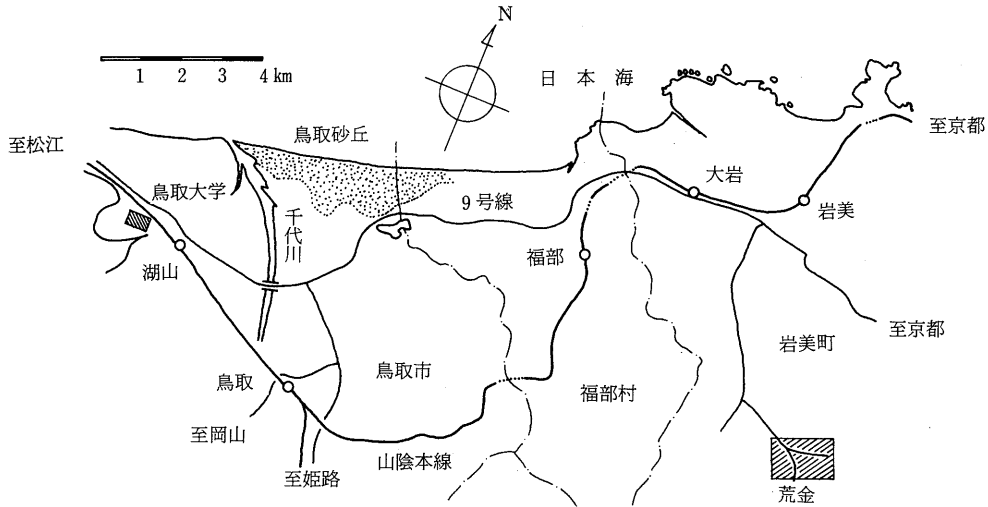 N
1 2 3 4 km
日本海
至松江
鳥取砂丘
至京都
鳥取大学
大岩
9号線
岩美
千代川
湖山
福部
至京都
岩美町
鳥取
鳥取市
福部村
至岡山
山陰本線
至姫路
荒金